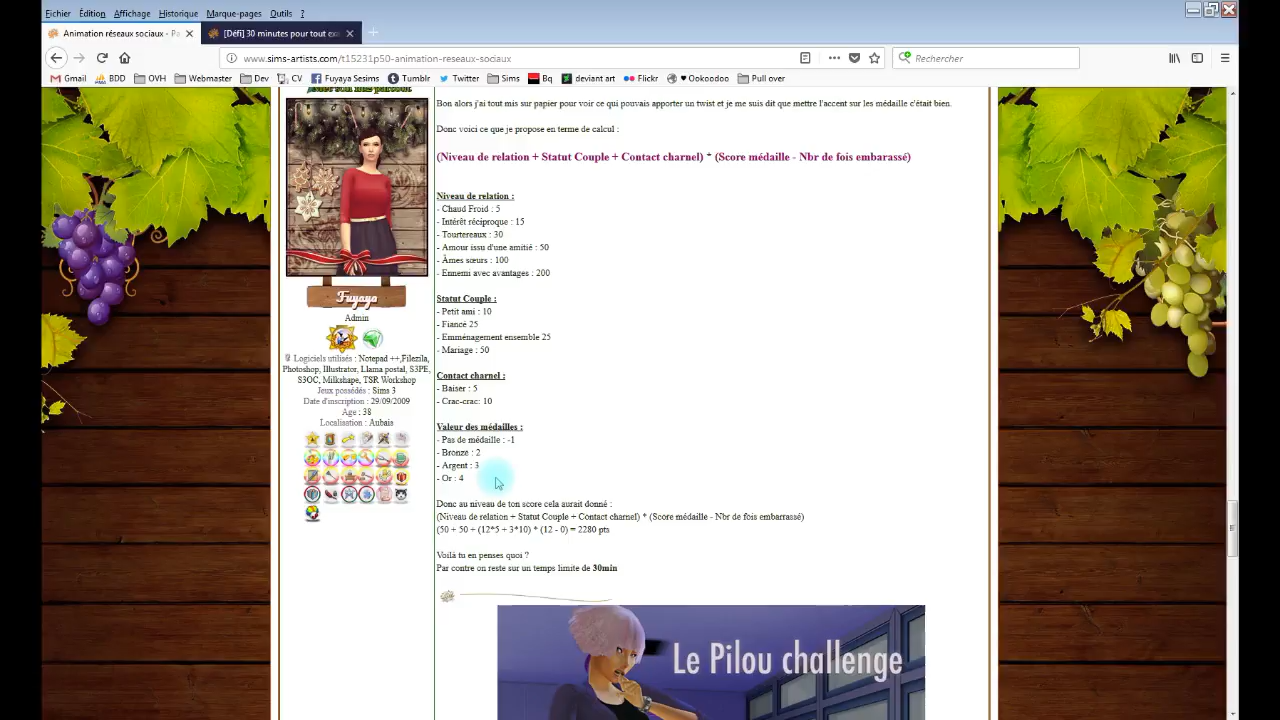 Fichier Édition Affichage Historique Marque-pages Outils ?
Animation réseaux sociaux - Pa
[Défi] 30 minutes pour tout exp
www.sims-artists.com/t15231p50-animation-reseaux-sociaux
Rechercher
Gmail BDD OVH Webmaster Dev CV Fuyaya Sesims Tumblr Twitter Sims Bq deviant art Flickr ♥ Ookoodoo Pull over
Bon alors j'ai tout mis sur papier pour voir ce qui pouvais apporter un twist et je me suis dit que mettre l'accent sur les médaille c'était bien.
Donc voici ce que je propose en terme de calcul :
(Niveau de relation + Statut Couple + Contact charnel) * (Score médaille - Nbr de fois embarassé)
Niveau de relation :
- Chaud Froid : 5
- Intérêt réciproque : 15
- Tourtereaux : 30
- Amour issu d'une amitié : 50
- Âmes sœurs : 100
- Ennemi avec avantages : 200
Statut Couple :
- Petit ami : 10
- Fiancé 25
- Emménagement ensemble 25
- Mariage : 50
Contact charnel :
- Baiser : 5
- Crac-crac: 10
Valeur des médailles :
- Pas de médaille : -1
- Bronze : 2
- Argent : 3
- Or : 4
Donc au niveau de ton score cela aurait donné :
(Niveau de relation + Statut Couple + Contact charnel) * (Score médaille - Nbr de fois embarrassé)
(50 + 50 + (12*5 + 3*10) * (12 - 0) = 2280 pts
Voilà tu en penses quoi ?
Par contre on reste sur un temps limite de 30min
Fuyaya
Admin
Logiciels utilisés : Notepad ++,Filezila,
Photoshop, Illustrator, Llama postal, S3PE,
S3OC, Milkshape, TSR Workshop
Jeux possédés : Sims 3
Date d'inscription : 29/09/2009
Age : 38
Localisation : Aubais
Le Pilou challenge